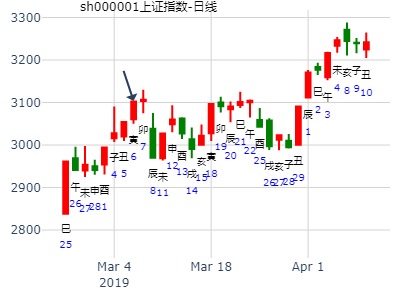 sh000001上证指数-日线
3300
3200
3100
3000
2900
2800
巳
25
午
26
未
27
申
28
酉
1
子
4
丑
5
寅
6
卯
7
辰
8
未
11
申
12
酉
13
戌
14
亥
15
寅
18
卯
19
辰
20
巳
21
午
22
酉
25
戌
26
亥
27
子
28
丑
29
辰
1
巳
2
午
3
未
4
亥
8
子
9
丑
10
Mar 4
2019
Mar 18
Apr 1